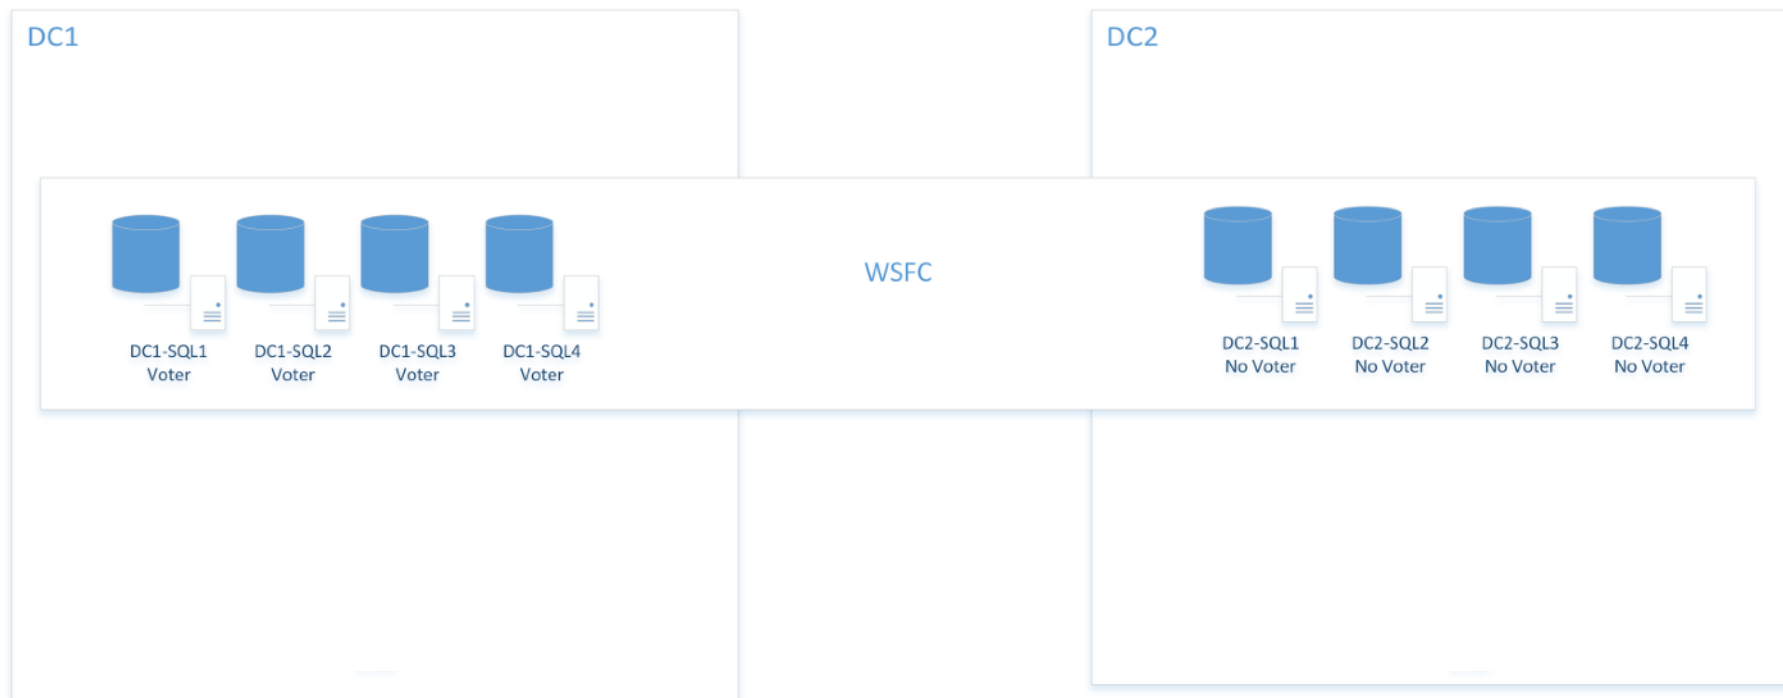 DC1
DC2
WSFC
DC1-SQL1
Voter
DC1-SQL2
Voter
DC1-SQL3
Voter
DC1-SQL4
Voter
DC2-SQL1
No Voter
DC2-SQL2
No Voter
DC2-SQL3
No Voter
DC2-SQL4
No Voter